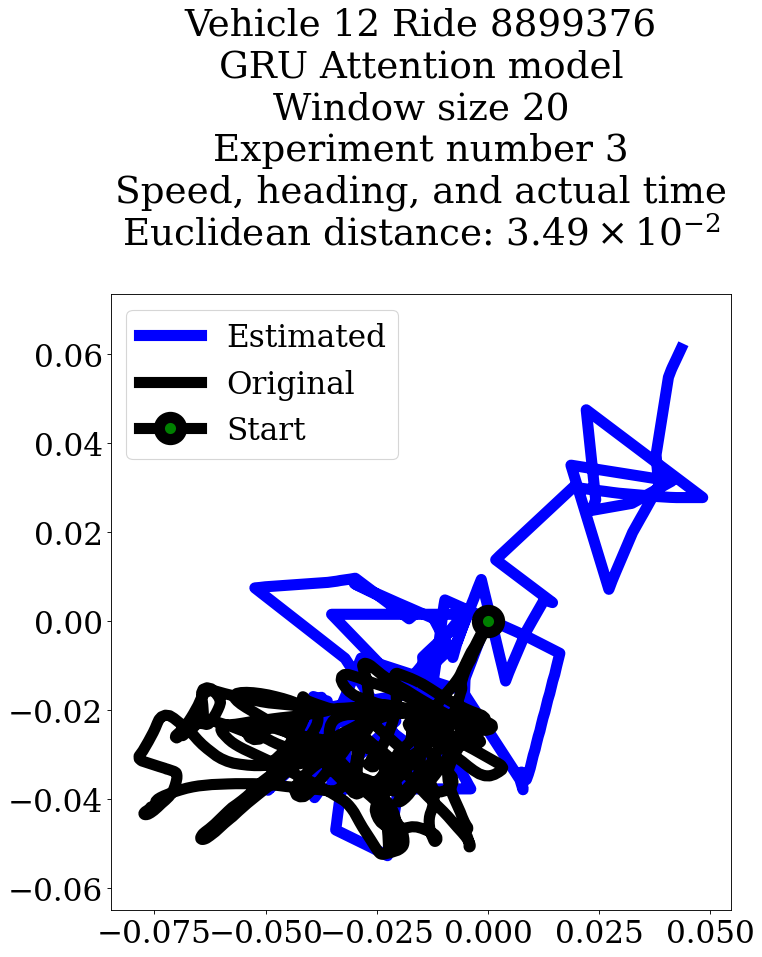 Vehicle 12 Ride 8899376
GRU Attention model
Window size 20
Experiment number 3
Speed, heading, and actual time
Euclidean distance: 3.49 × 10⁻²
Estimated
Original
Start
0.06
0.04
0.02
0.00
−0.02
−0.04
−0.06
−0.075 −0.050 −0.025 0.000 0.025 0.050